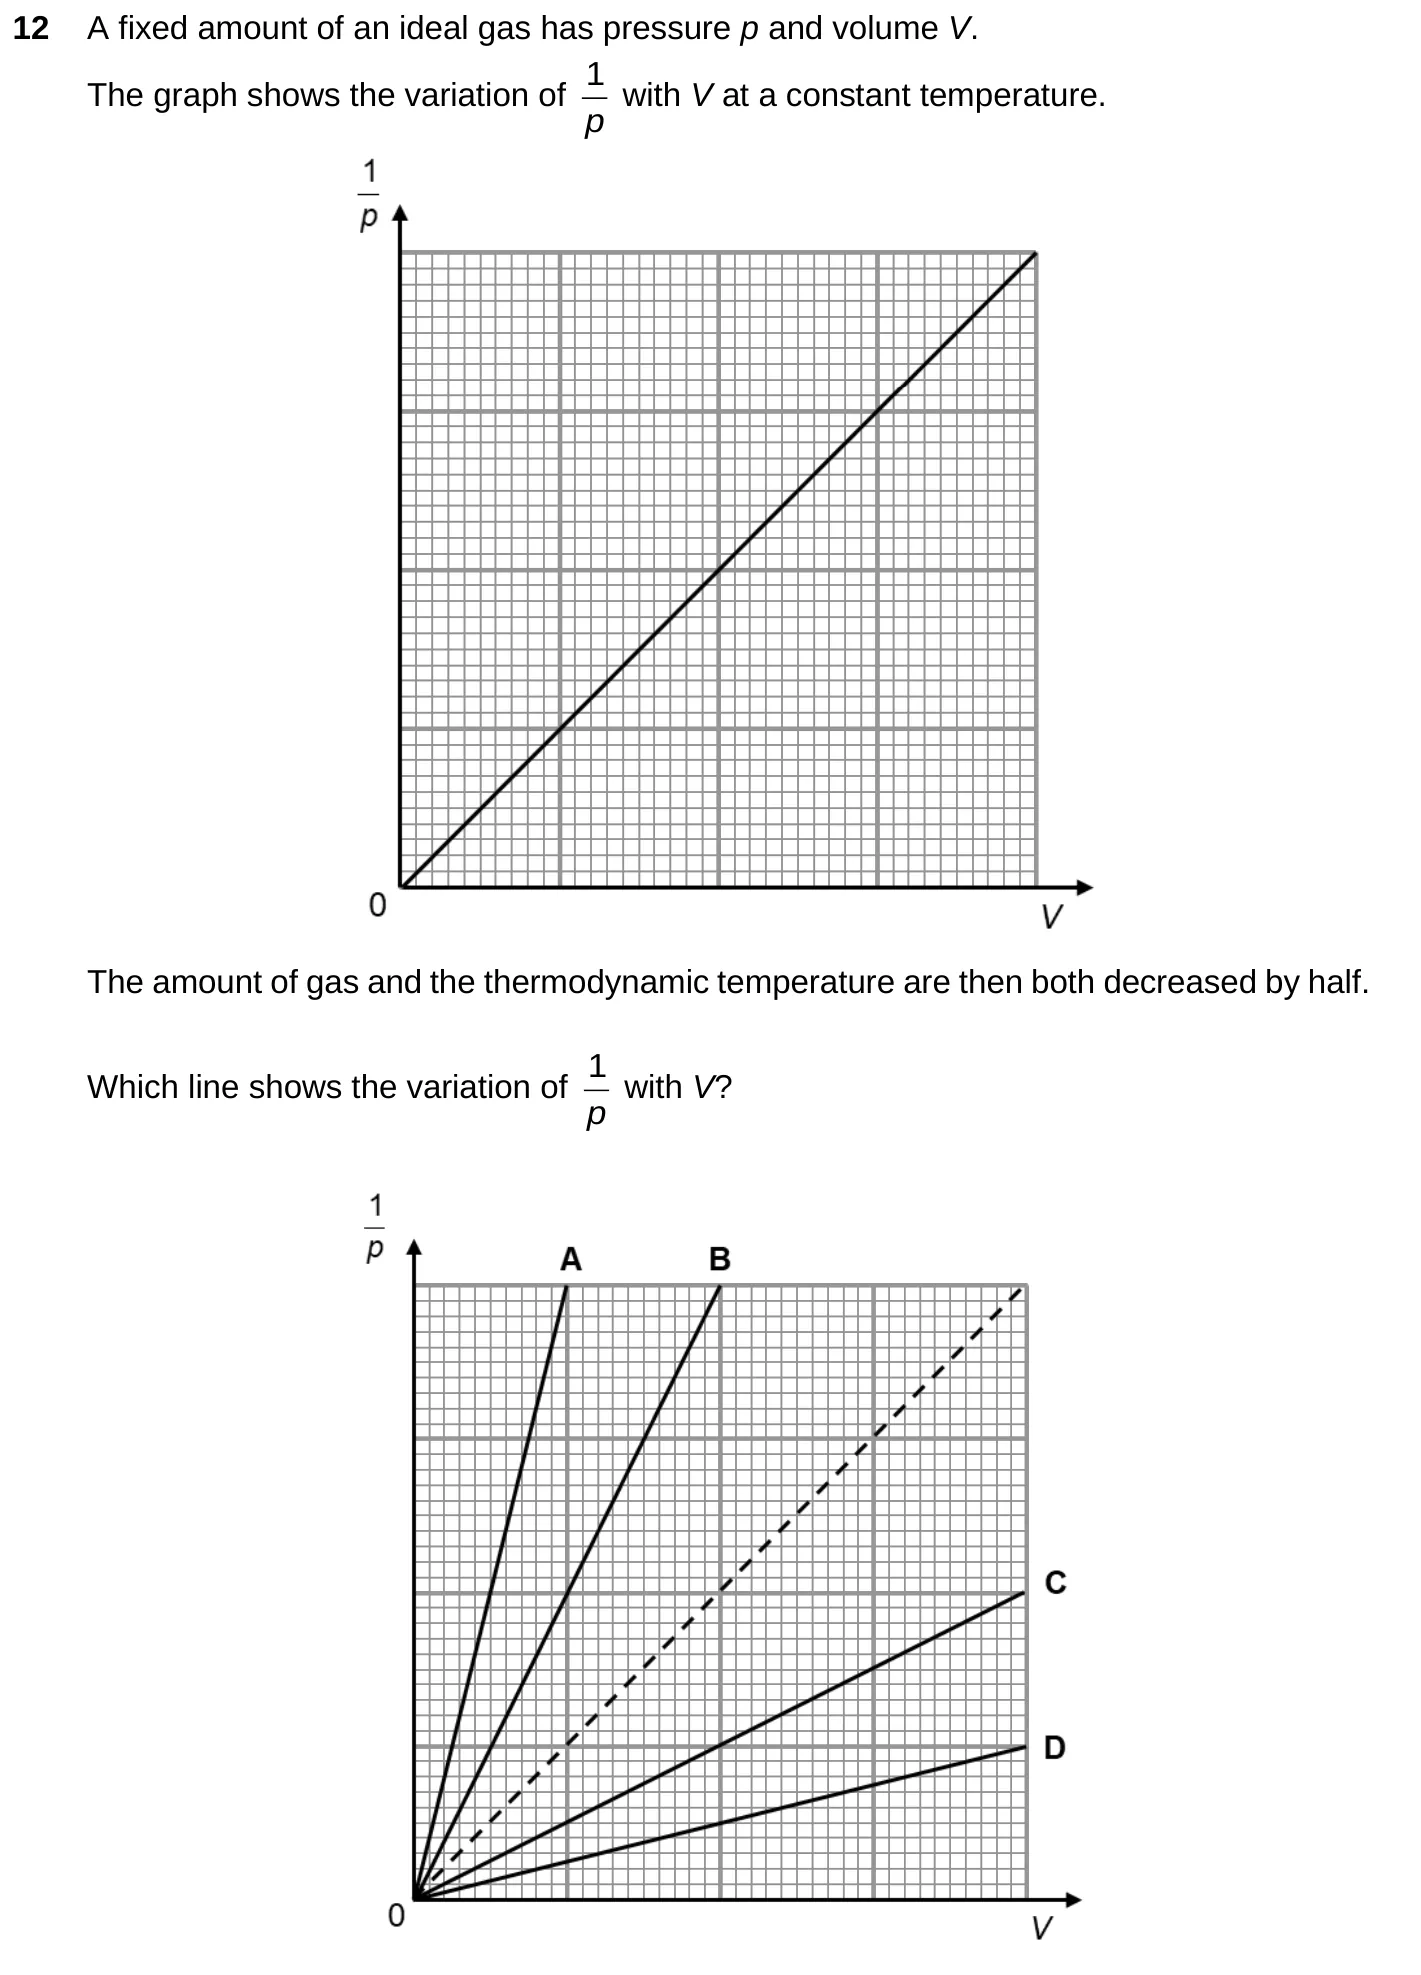 12 A fixed amount of an ideal gas has pressure p and volume V.
The graph shows the variation of 1/p with V at a constant temperature.
1/p
0
V
The amount of gas and the thermodynamic temperature are then both decreased by half.
Which line shows the variation of 1/p with V?
1/p
A B
C
D
0
V